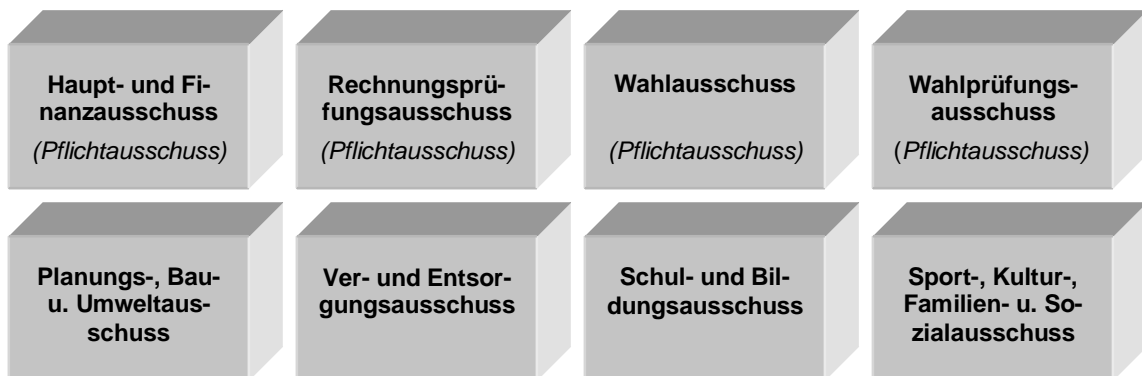 Haupt- und Fi-
nanzausschuss
(Pflichtausschuss)
Rechnungsprü-
fungsausschuss
(Pflichtausschuss)
Wahlausschuss
(Pflichtausschuss)
Wahlprüfungs-
ausschuss
(Pflichtausschuss)
Planungs-, Bau-
u. Umweltaus-
schuss
Ver- und Entsor-
gungsausschuss
Schul- und Bil-
dungsausschuss
Sport-, Kultur-,
Familien- u. So-
zialausschuss